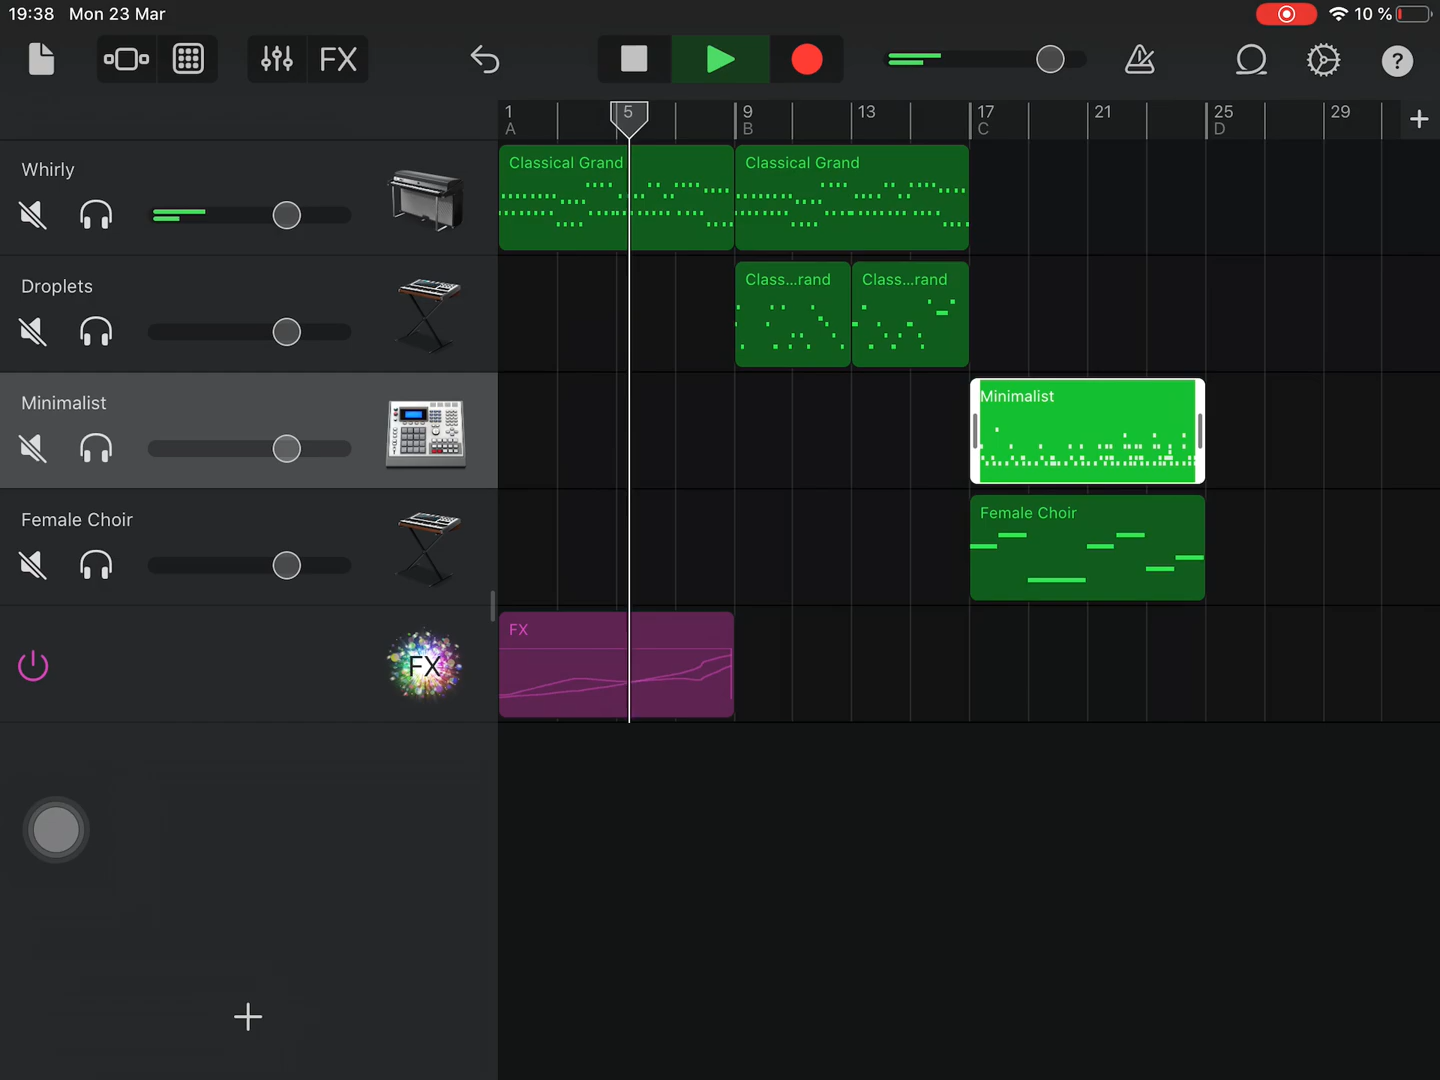 19:38 Mon 23 Mar
10 %
FX
?
1 5 9 13 17 21 25 29
A B C D
Whirly
Classical Grand
Classical Grand
Droplets
Class...rand
Class...rand
Minimalist
Minimalist
Female Choir
Female Choir
FX
FX